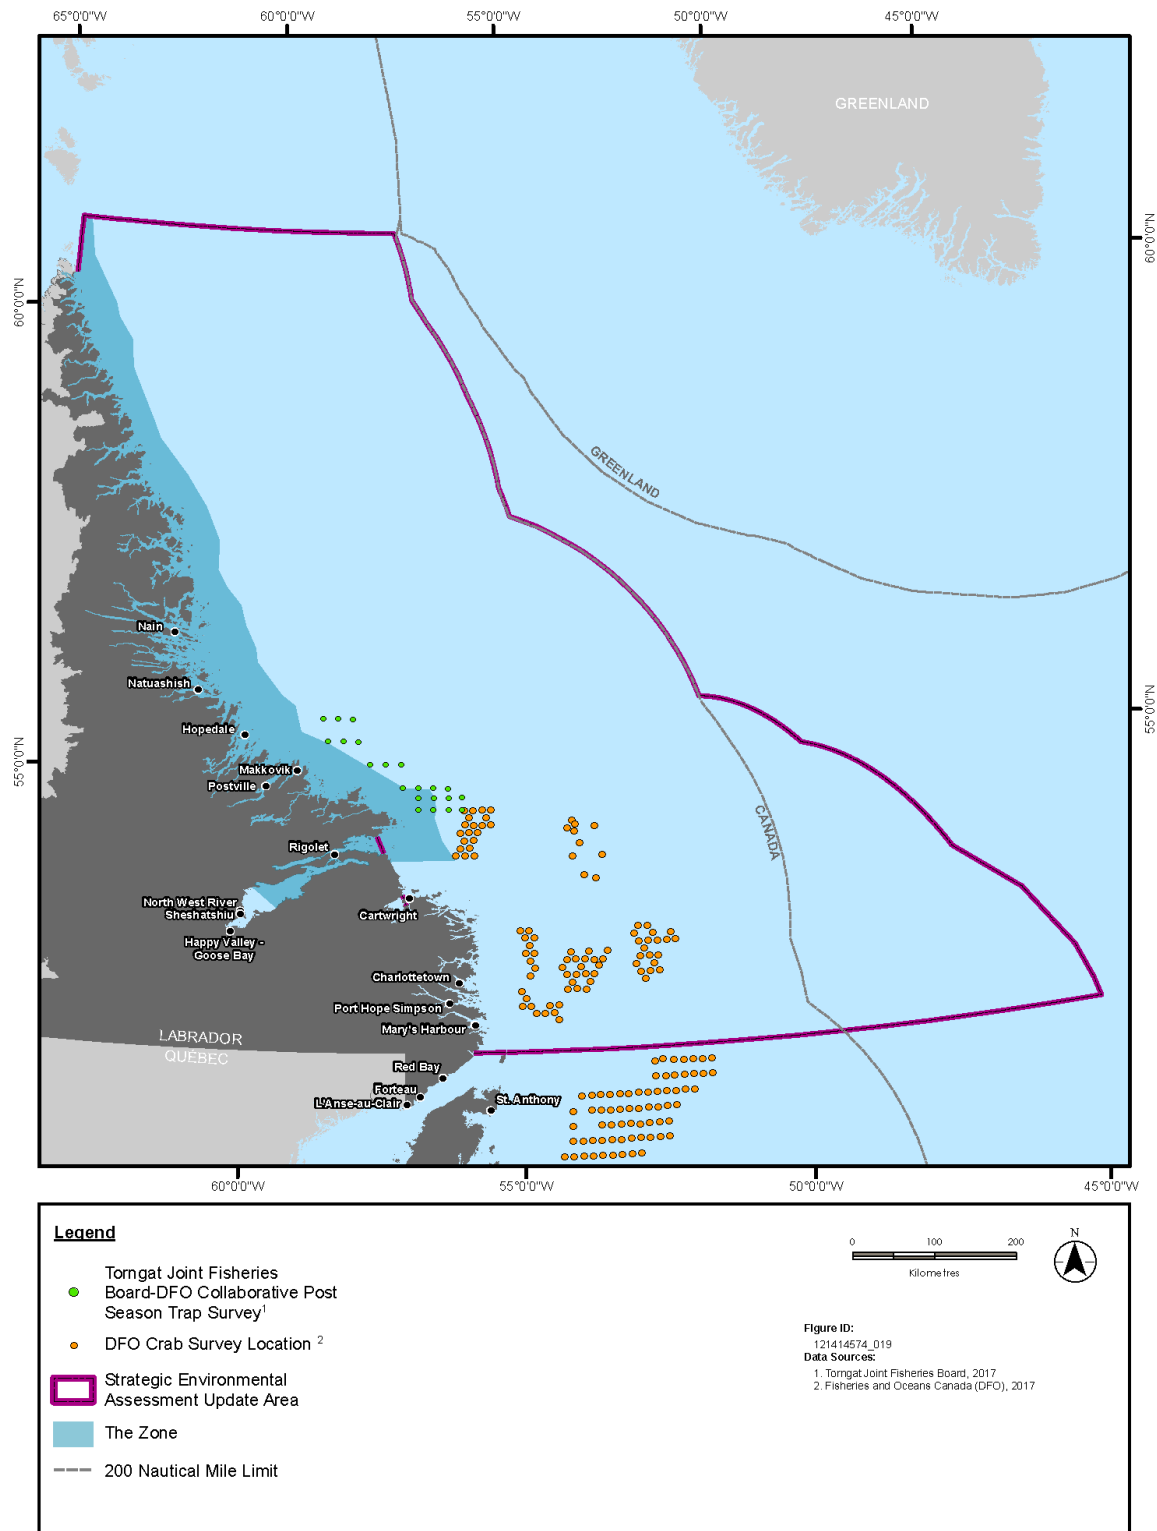 65°0'0"W 60°0'0"W 55°0'0"W 50°0'0"W 45°0'0"W
GREENLAND
60°0'0"N
60°0'0"N
GREENLAND
Nain
Natuashish
55°0'0"N
Hopedale
55°0'0"N
Makkovik
Postville
CANADA
Rigolet
North West River
Sheshatshiu
Cartwright
Happy Valley -
Goose Bay
Charlottetown
Port Hope Simpson
Mary's Harbour
LABRADOR
QUÉBEC
Red Bay
Forteau
L'Anse-au-Clair
St. Anthony
60°0'0"W 55°0'0"W 50°0'0"W 45°0'0"W
Legend
Torngat Joint Fisheries
Board-DFO Collaborative Post
Season Trap Survey1
DFO Crab Survey Location 2
Strategic Environmental
Assessment Update Area
The Zone
200 Nautical Mile Limit
0 100 200
Kilometres
N
Figure ID:
121414574_019
Data Sources:
1. Torngat Joint Fisheries Board, 2017
2. Fisheries and Oceans Canada (DFO), 2017